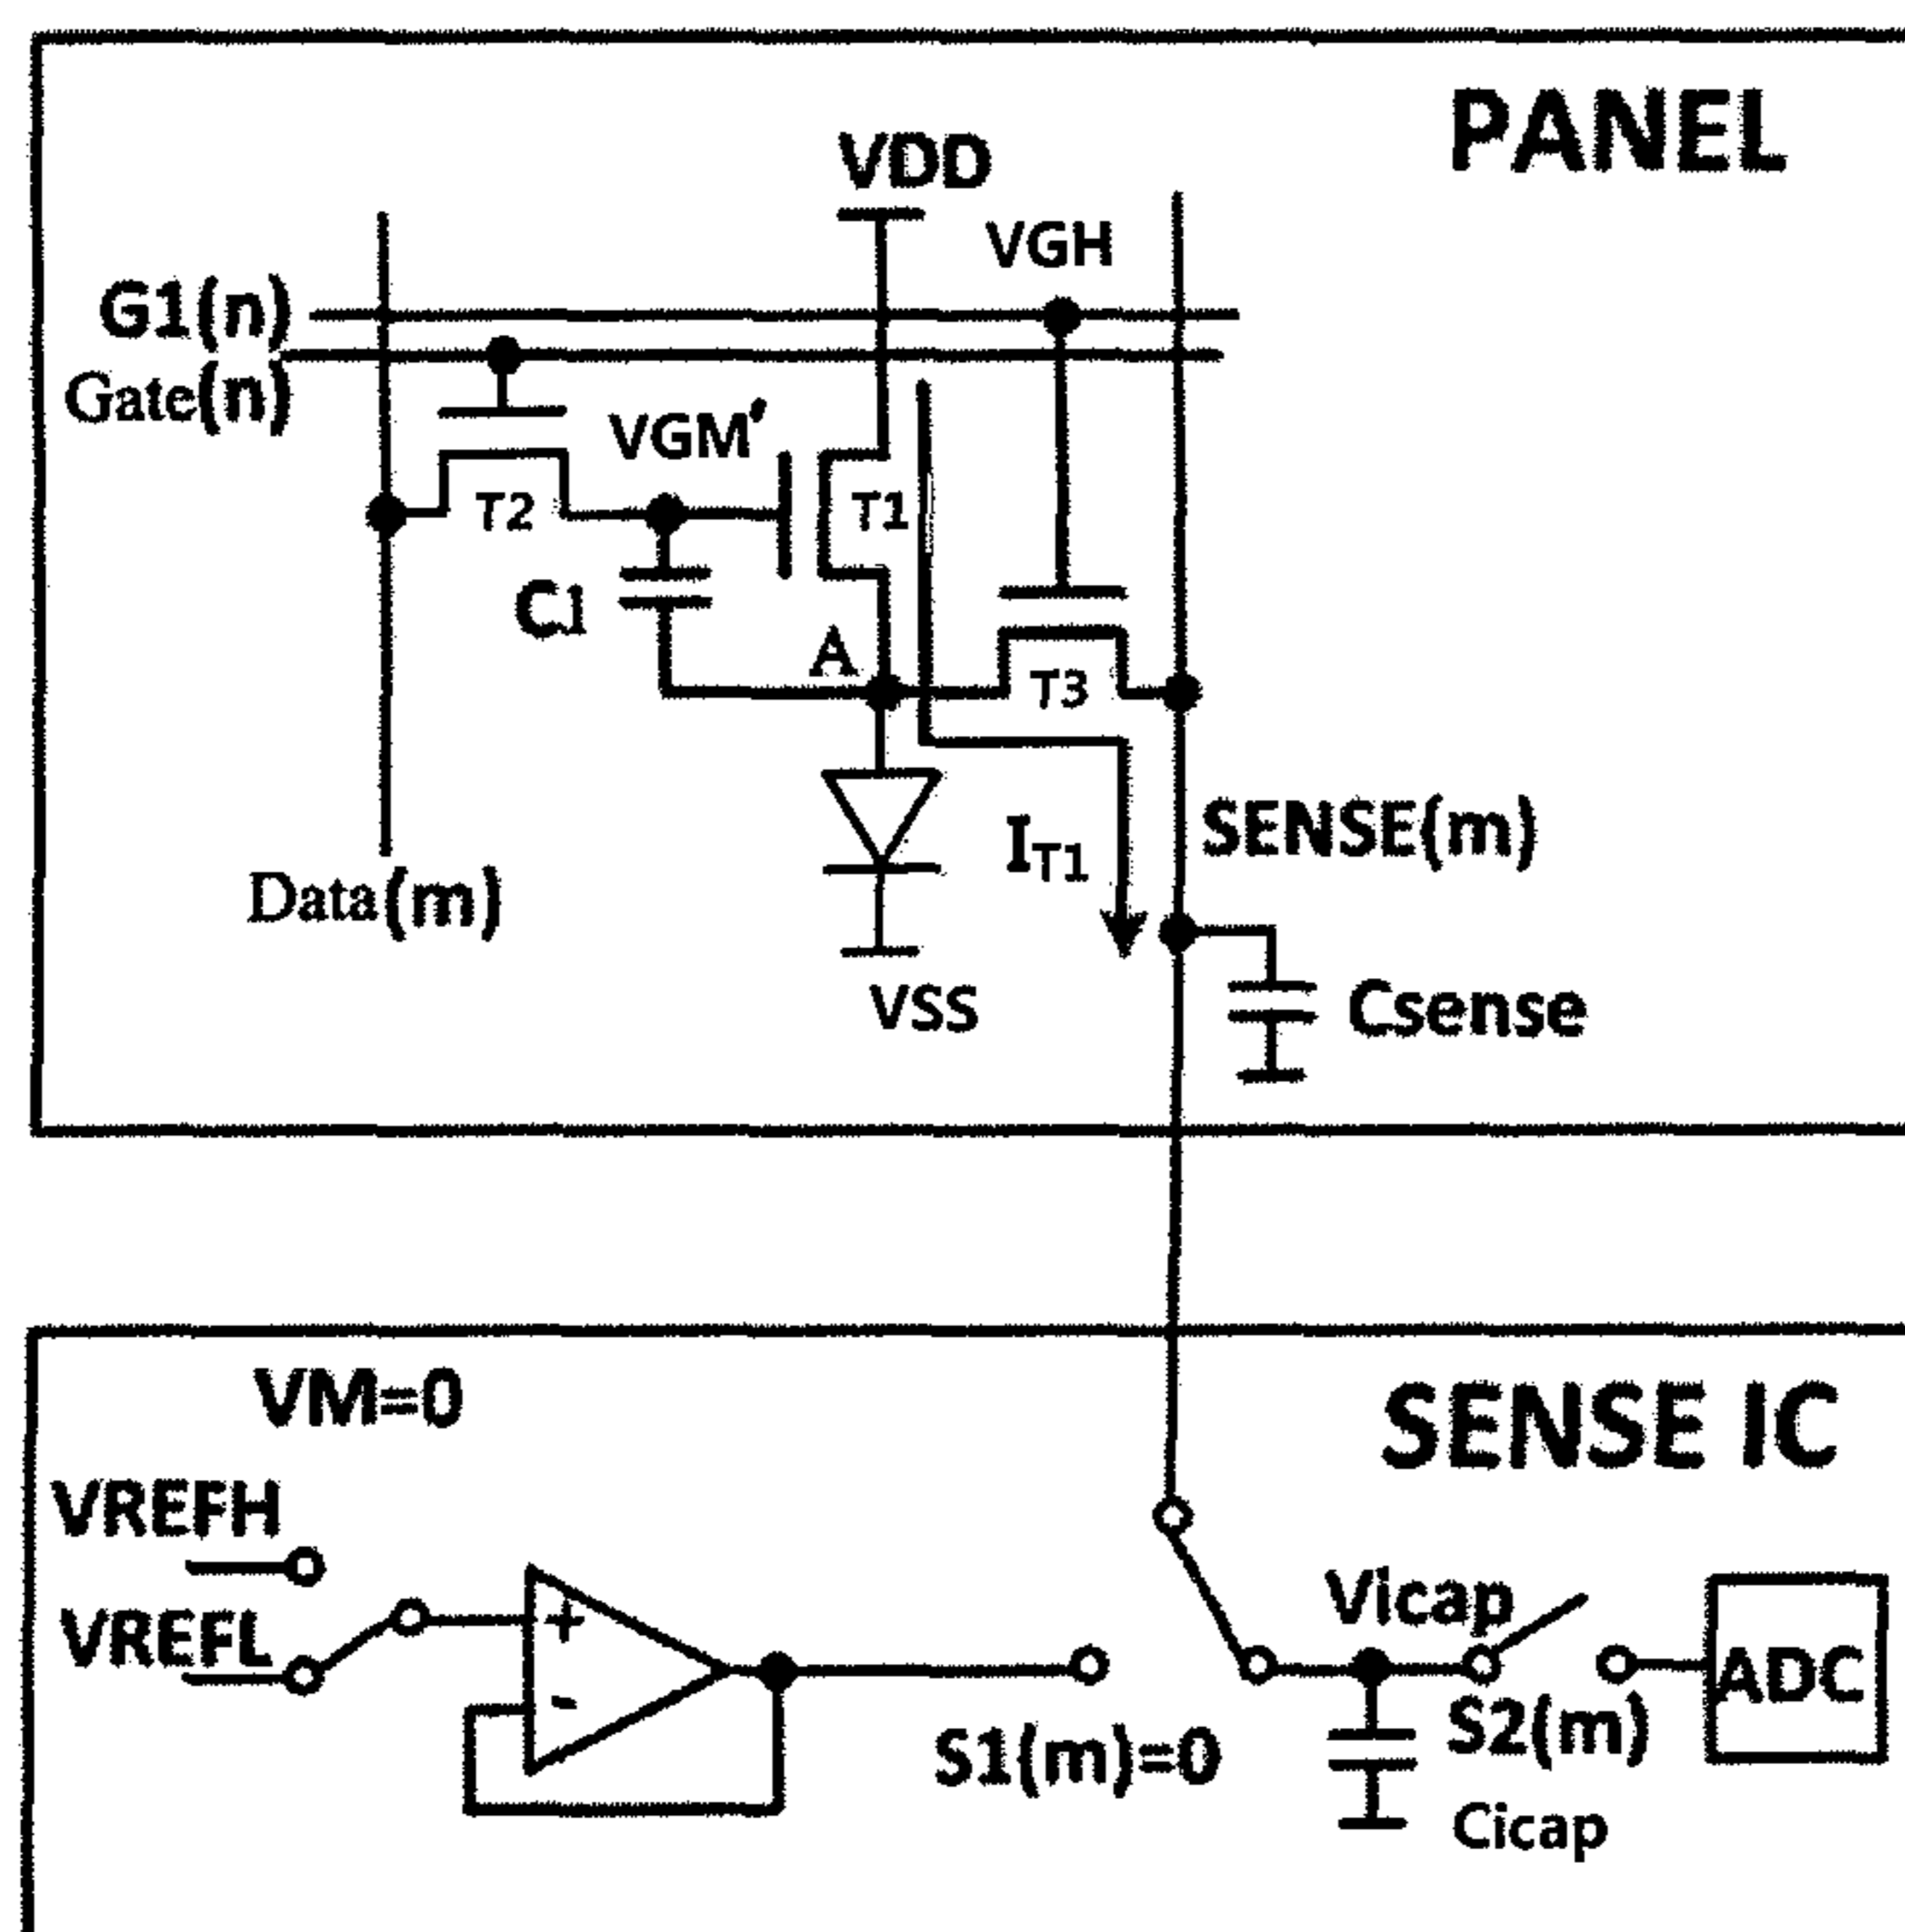 PANEL
VDD
VGH
G1(n)
Gate(n)
VGM'
T2
T1
C1
A
T3
SENSE(m)
IT1
Data(m)
VSS
Csense
VM=0
SENSE IC
VREFH
Vicap
VREFL
+
-
ADC
S2(m)
S1(m)=0
Cicap